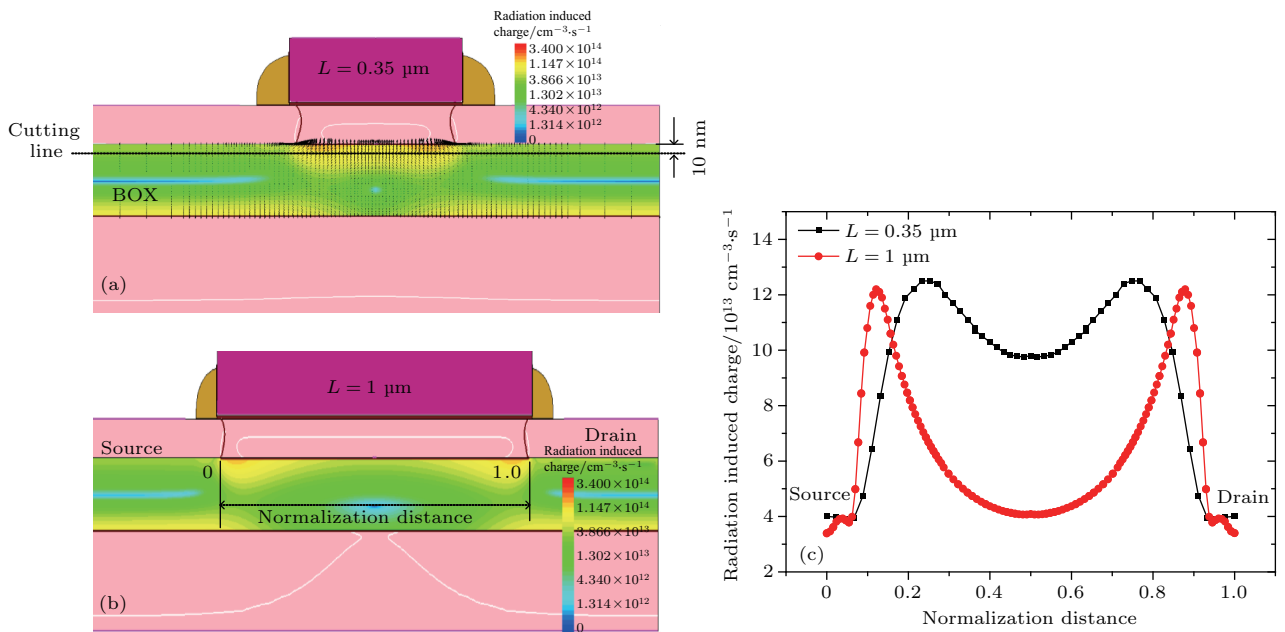 (a)
Radiation induced
charge/cm⁻³·s⁻¹
3.400×10¹⁴
1.147×10¹⁴
3.866×10¹³
1.302×10¹³
4.340×10¹²
1.314×10¹²
0
L = 0.35 µm
Cutting
line
10 nm
BOX
(b)
L = 1 µm
Source
Drain
Radiation induced
charge/cm⁻³·s⁻¹
3.400×10¹⁴
1.147×10¹⁴
3.866×10¹³
1.302×10¹³
4.340×10¹²
1.314×10¹²
0
0
1.0
Normalization distance
(c)
Radiation induced charge/10¹³ cm⁻³·s⁻¹
14
12
10
8
6
4
2
L = 0.35 µm
L = 1 µm
Source
Drain
0
0.2
0.4
0.6
0.8
1.0
Normalization distance